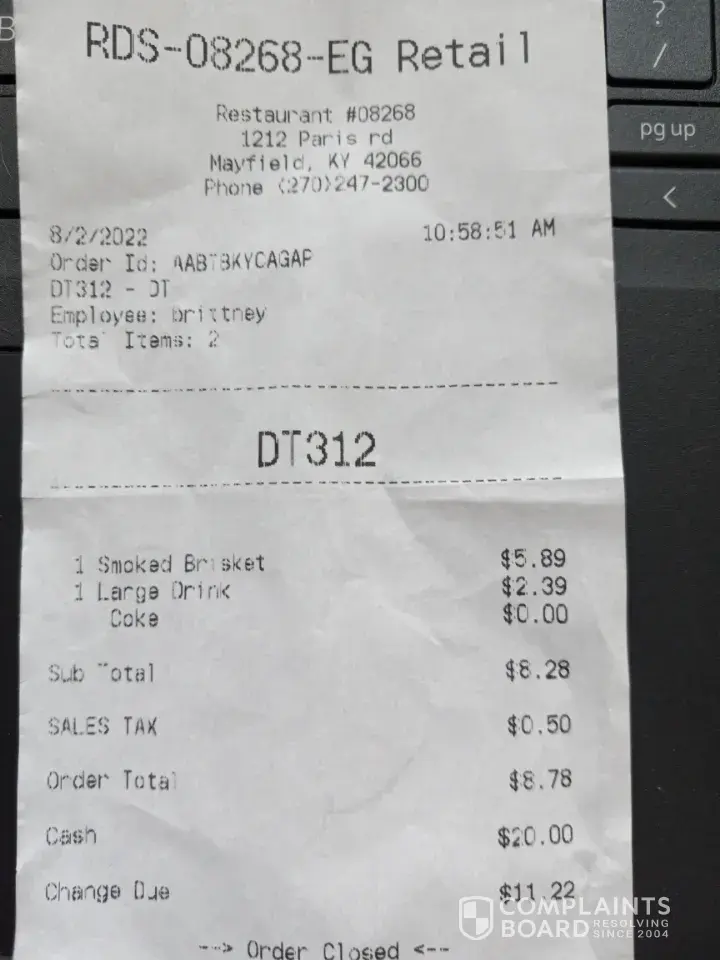 RDS-08268-EG Retail
Restaurant #08268
1212 Paris rd
Mayfield, KY 42066
Phone (270)247-2300
8/2/2022 10:58:51 AM
Order Id: AABTBKYCAGAP
DT312 - DT
Employee: brittney
Total Items: 2
DT312
1 Smoked Brisket $5.89
1 Large Drink $2.39
Coke $0.00
Sub Total $8.28
SALES TAX $0.50
Order Total $8.78
Cash $20.00
Change Due $11.22
--> Order Closed <--
B
?
/
pg up
<
COMPLAINTS
BOARD RESOLVING SINCE 2004